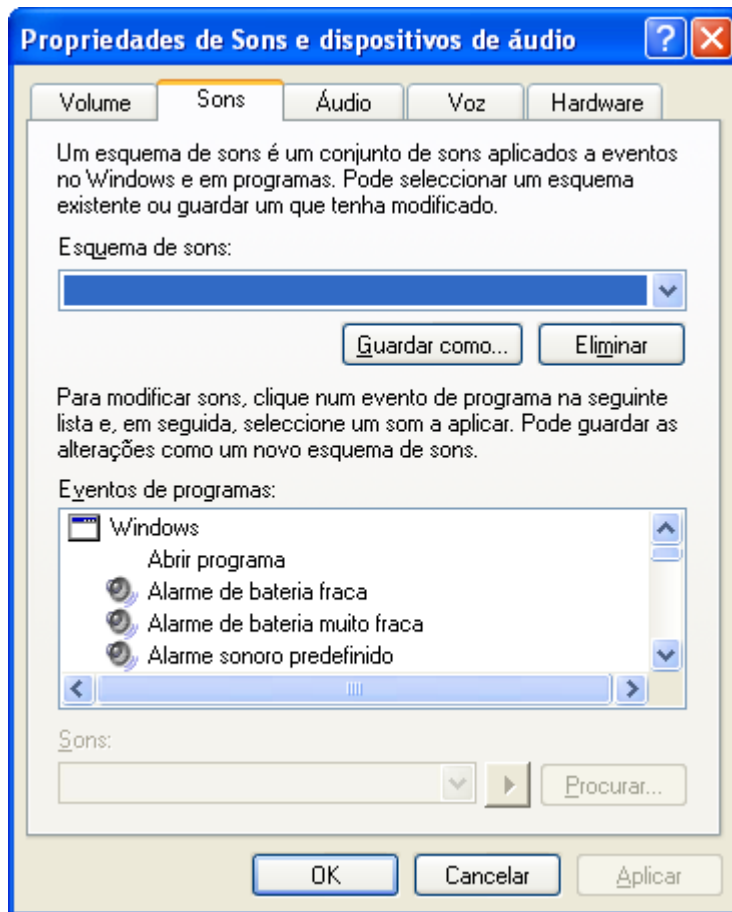 Propriedades de Sons e dispositivos de áudio
Volume
Sons
Áudio
Voz
Hardware
Um esquema de sons é um conjunto de sons aplicados a eventos
no Windows e em programas. Pode seleccionar um esquema
existente ou guardar um que tenha modificado.
Esquema de sons:
Guardar como...
Eliminar
Para modificar sons, clique num evento de programa na seguinte
lista e, em seguida, seleccione um som a aplicar. Pode guardar as
alterações como um novo esquema de sons.
Eventos de programas:
Windows
Abrir programa
Alarme de bateria fraca
Alarme de bateria muito fraca
Alarme sonoro predefinido
Sons:
Procurar...
OK
Cancelar
Aplicar